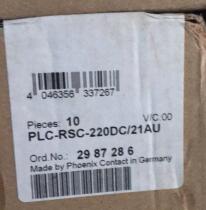 4 046356 337267
Pieces: 10 V/C:00
PLC-RSC-220DC/21AU
Ord.No.: 29 87 28 6
Made by Phoenix Contact in Germany